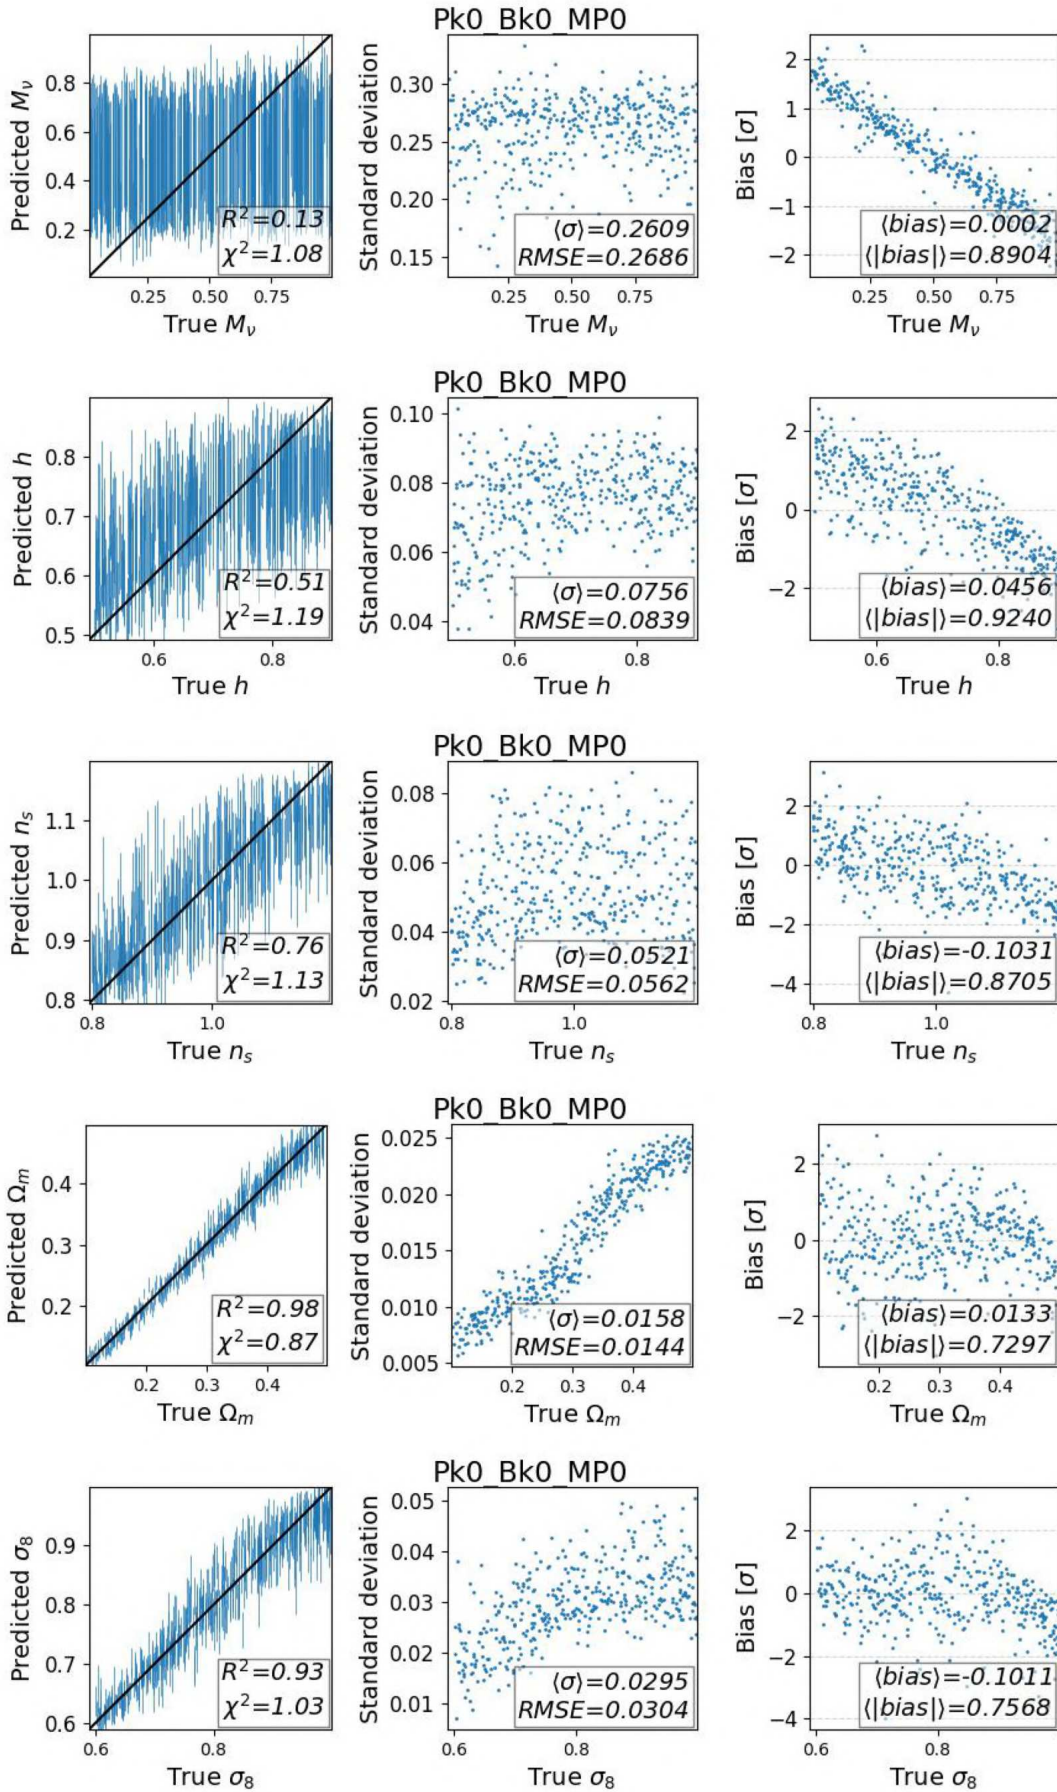 Pk0_Bk0_MP0
Predicted Mν
0.8
0.6
0.4
0.2
R²=0.13
χ²=1.08
0.25 0.50 0.75
True Mν
Standard deviation
0.30
0.25
0.20
0.15
⟨σ⟩=0.2609
RMSE=0.2686
0.25 0.50 0.75
True Mν
Bias [σ]
2
1
0
−1
−2
⟨bias⟩=0.0002
⟨|bias|⟩=0.8904
0.25 0.50 0.75
True Mν
Pk0_Bk0_MP0
Predicted h
0.8
0.7
0.6
0.5
R²=0.51
χ²=1.19
0.6 0.8
True h
Standard deviation
0.10
0.08
0.06
0.04
⟨σ⟩=0.0756
RMSE=0.0839
0.6 0.8
True h
Bias [σ]
2
0
−2
⟨bias⟩=0.0456
⟨|bias|⟩=0.9240
0.6 0.8
True h
Pk0_Bk0_MP0
Predicted nₛ
1.1
1.0
0.9
0.8
R²=0.76
χ²=1.13
0.8 1.0
True nₛ
Standard deviation
0.08
0.06
0.04
0.02
⟨σ⟩=0.0521
RMSE=0.0562
0.8 1.0
True nₛ
Bias [σ]
2
0
−2
−4
⟨bias⟩=-0.1031
⟨|bias|⟩=0.8705
0.8 1.0
True nₛ
Pk0_Bk0_MP0
Predicted Ωm
0.4
0.3
0.2
R²=0.98
χ²=0.87
0.2 0.4
True Ωm
Standard deviation
0.025
0.020
0.015
0.010
0.005
⟨σ⟩=0.0158
RMSE=0.0144
0.2 0.3 0.4
True Ωm
Bias [σ]
2
0
−2
⟨bias⟩=0.0133
⟨|bias|⟩=0.7297
0.2 0.3 0.4
True Ωm
Pk0_Bk0_MP0
Predicted σ₈
0.9
0.8
0.7
0.6
R²=0.93
χ²=1.03
0.6 0.8
True σ₈
Standard deviation
0.05
0.04
0.03
0.02
0.01
⟨σ⟩=0.0295
RMSE=0.0304
0.6 0.8
True σ₈
Bias [σ]
2
0
−2
−4
⟨bias⟩=-0.1011
⟨|bias|⟩=0.7568
0.6 0.8
True σ₈